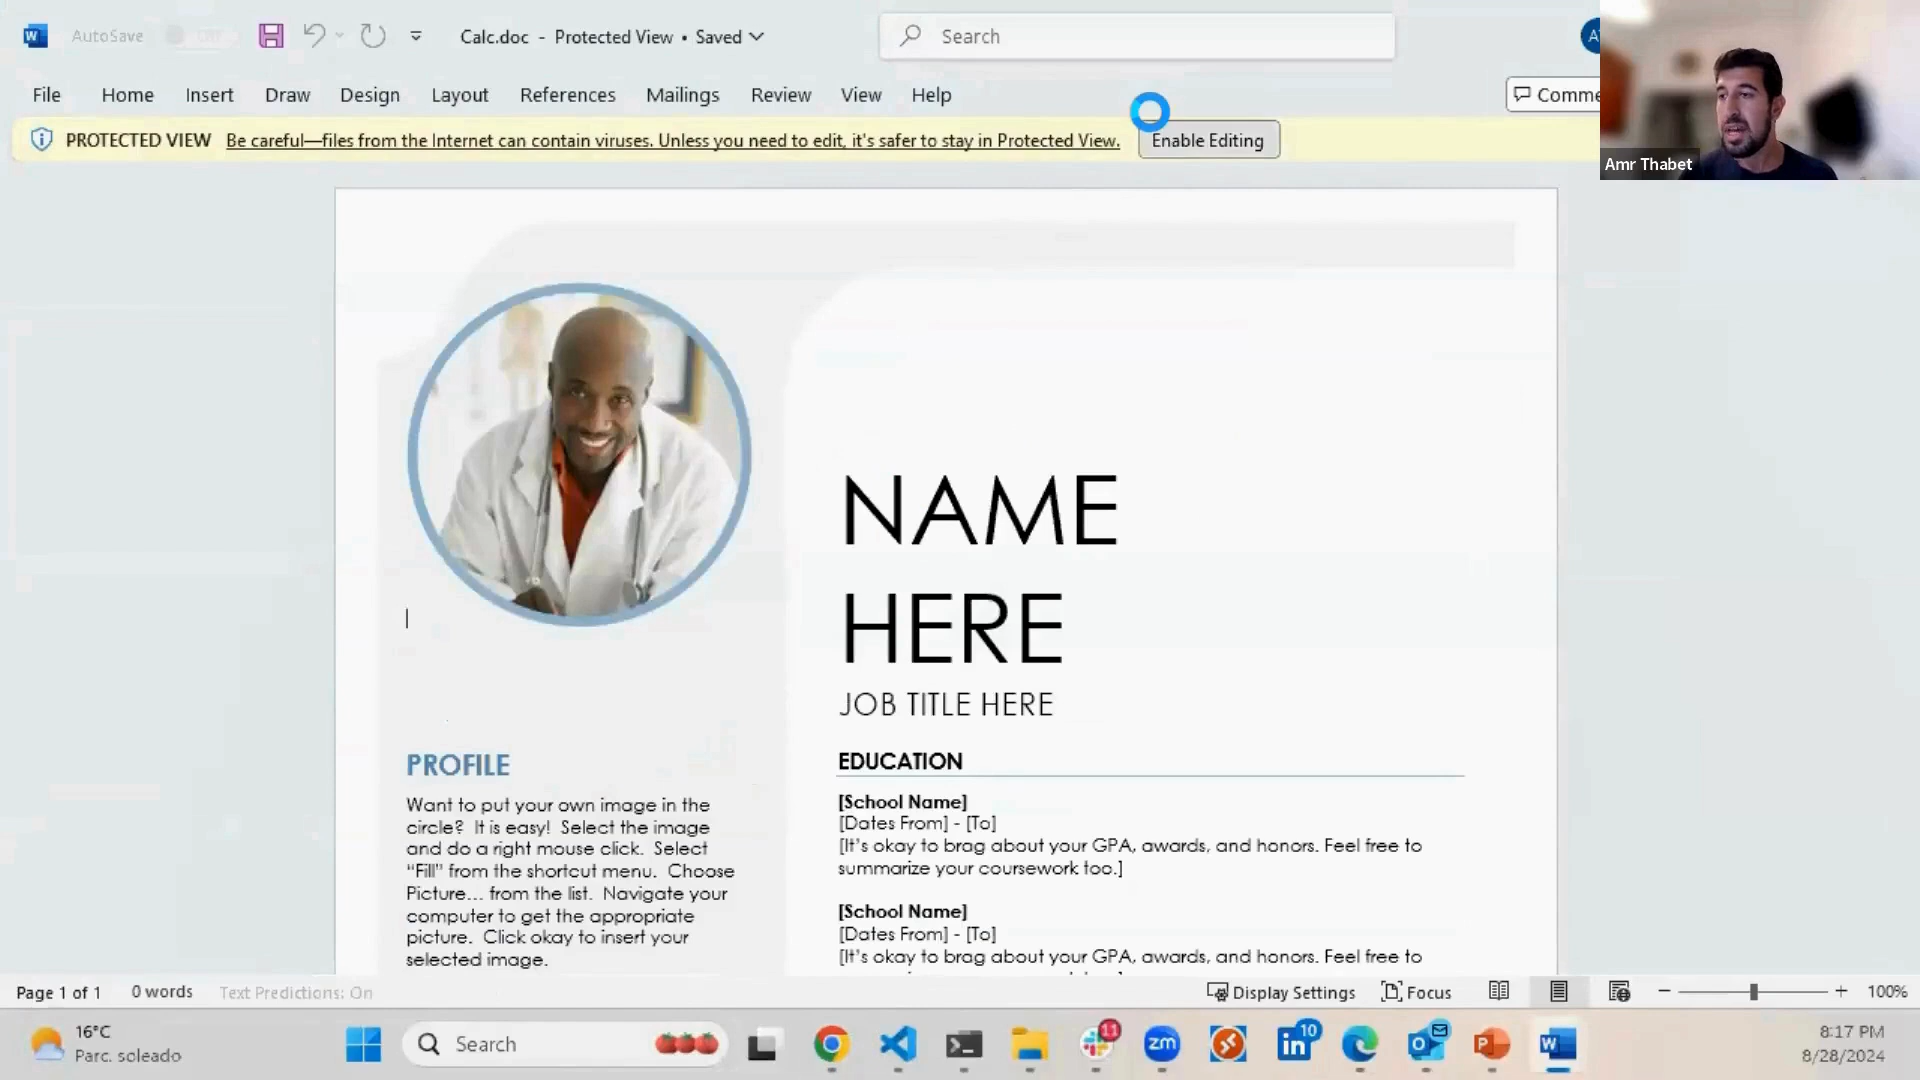 AutoSave
Calc.doc - Protected View • Saved
Search
File Home Insert Draw Design Layout References Mailings Review View Help
PROTECTED VIEW Be careful—files from the Internet can contain viruses. Unless you need to edit, it's safer to stay in Protected View. Enable Editing
Amr Thabet
NAME
HERE
JOB TITLE HERE
PROFILE
Want to put your own image in the
circle? It is easy! Select the image
and do a right mouse click. Select
“Fill” from the shortcut menu. Choose
Picture… from the list. Navigate your
computer to get the appropriate
picture. Click okay to insert your
selected image.
EDUCATION
[School Name]
[Dates From] - [To]
[It’s okay to brag about your GPA, awards, and honors. Feel free to
summarize your coursework too.]
[School Name]
[Dates From] - [To]
[It’s okay to brag about your GPA, awards, and honors. Feel free to
Page 1 of 1 0 words Text Predictions: On
Display Settings Focus 100%
16°C
Parc. soleado
Search
11
zm
10
8:17 PM
8/28/2024